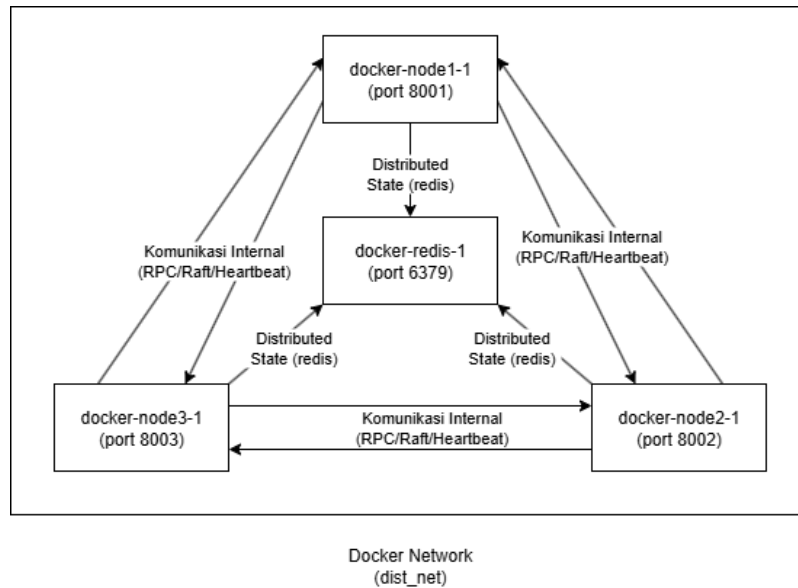 docker-node1-1
(port 8001)
Distributed
State (redis)
Komunikasi Internal
(RPC/Raft/Heartbeat)
Komunikasi Internal
(RPC/Raft/Heartbeat)
docker-redis-1
(port 6379)
Distributed
State (redis)
Distributed
State (redis)
docker-node3-1
(port 8003)
Komunikasi Internal
(RPC/Raft/Heartbeat)
docker-node2-1
(port 8002)
Docker Network
(dist_net)